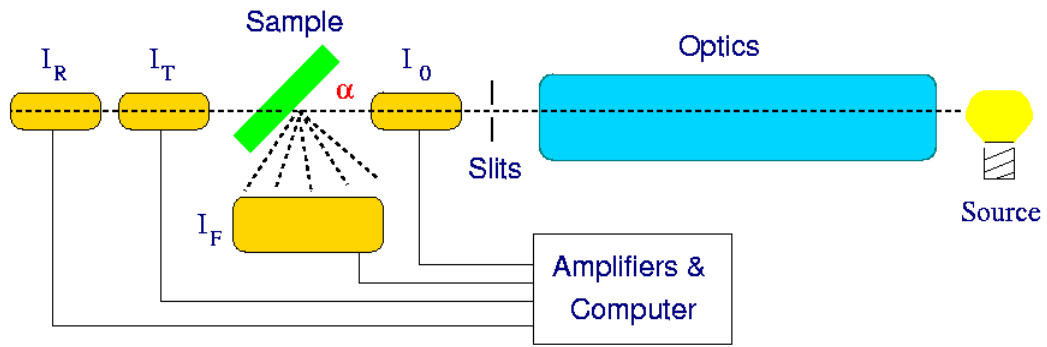 Sample
Optics
I_R
I_T
α
I_0
Slits
Source
I_F
Amplifiers &
Computer